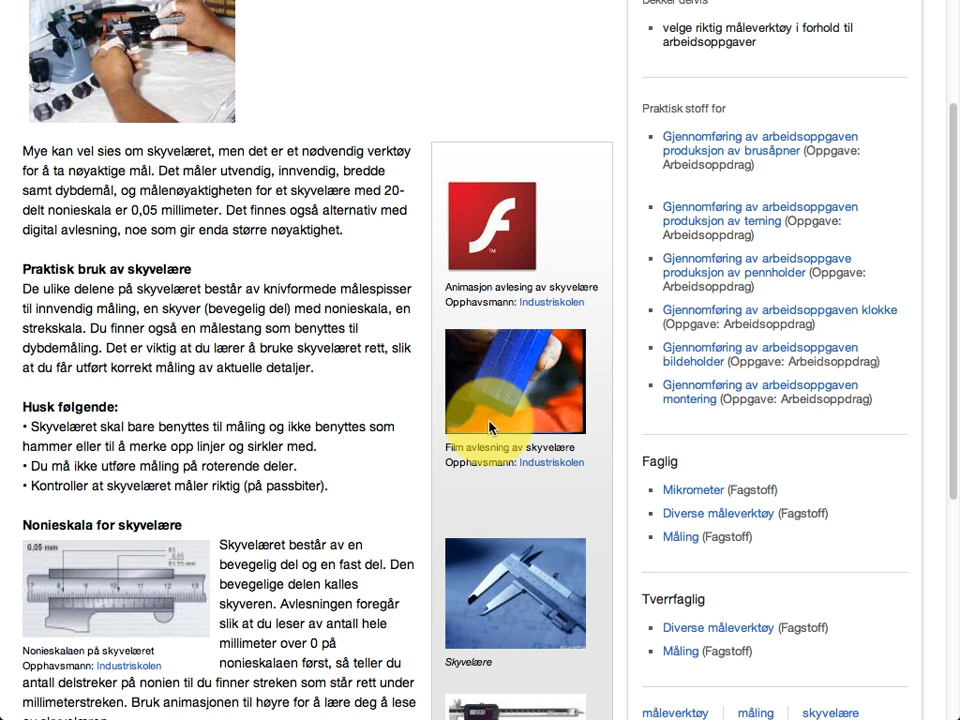 Dekker delvis
velge riktig måleverktøy i forhold til
arbeidsoppgaver
Praktisk stoff for
Gjennomføring av arbeidsoppgaven
produksjon av brusåpner (Oppgave:
Arbeidsoppdrag)
Gjennomføring av arbeidsoppgaven
produksjon av terning (Oppgave:
Arbeidsoppdrag)
Gjennomføring av arbeidsoppgave
produksjon av pennholder (Oppgave:
Arbeidsoppdrag)
Gjennomføring av arbeidsoppgaven klokke
(Oppgave: Arbeidsoppdrag)
Gjennomføring av arbeidsoppgaven
bildeholder (Oppgave: Arbeidsoppdrag)
Gjennomføring av arbeidsoppgaven
montering (Oppgave: Arbeidsoppdrag)
Faglig
Mikrometer (Fagstoff)
Diverse måleverktøy (Fagstoff)
Måling (Fagstoff)
Tverrfaglig
Diverse måleverktøy (Fagstoff)
Måling (Fagstoff)
måleverktøy måling skyvelære
Mye kan vel sies om skyvelæret, men det er et nødvendig verktøy
for å ta nøyaktige mål. Det måler utvendig, innvendig, bredde
samt dybdemål, og målenøyaktigheten for et skyvelære med 20-
delt nonieskala er 0,05 millimeter. Det finnes også alternativ med
digital avlesning, noe som gir enda større nøyaktighet.
Praktisk bruk av skyvelære
De ulike delene på skyvelæret består av knivformede målespisser
til innvendig måling, en skyver (bevegelig del) med nonieskala, en
strekskala. Du finner også en målestang som benyttes til
dybdemåling. Det er viktig at du lærer å bruke skyvelæret rett, slik
at du får utført korrekt måling av aktuelle detaljer.
Husk følgende:
• Skyvelæret skal bare benyttes til måling og ikke benyttes som
hammer eller til å merke opp linjer og sirkler med.
• Du må ikke utføre måling på roterende deler.
• Kontroller at skyvelæret måler riktig (på passbiter).
Nonieskala for skyvelære
0,05 mm
7 8 9 10 11 12 13
Nonieskalaen på skyvelæret
Opphavsmann: Industriskolen
Skyvelæret består av en
bevegelig del og en fast del. Den
bevegelige delen kalles
skyveren. Avlesningen foregår
slik at du leser av antall hele
millimeter over 0 på
nonieskalaen først, så teller du
antall delstreker på nonien til du finner streken som står rett under
millimeterstreken. Bruk animasjonen til høyre for å lære deg å lese
Animasjon avlesing av skyvelære
Opphavsmann: Industriskolen
Film avlesning av skyvelære
Opphavsmann: Industriskolen
Skyvelære